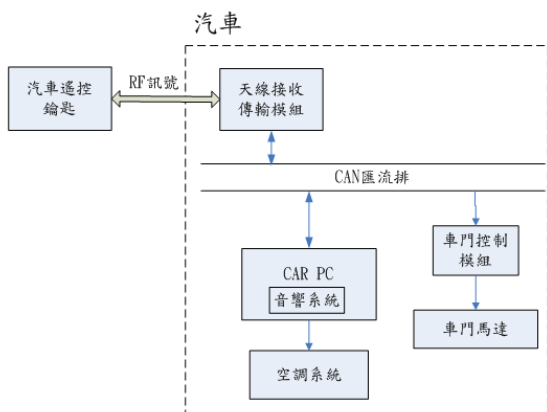 汽車
汽車遙控
鑰匙
RF訊號
天線接收
傳輸模組
CAN匯流排
CAR PC
音響系統
車門控制
模組
空調系統
車門馬達